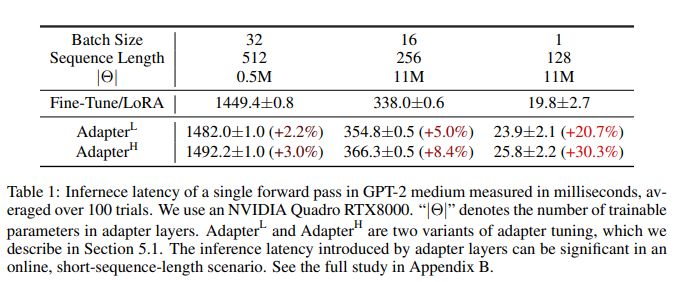 Batch Size 32 16 1
Sequence Length 512 256 128
|Θ| 0.5M 11M 11M
Fine-Tune/LoRA 1449.4±0.8 338.0±0.6 19.8±2.7
Adapterᴸ 1482.0±1.0 (+2.2%) 354.8±0.5 (+5.0%) 23.9±2.1 (+20.7%)
Adapterᴴ 1492.2±1.0 (+3.0%) 366.3±0.5 (+8.4%) 25.8±2.2 (+30.3%)
Table 1: Infernece latency of a single forward pass in GPT-2 medium measured in milliseconds, av-
eraged over 100 trials. We use an NVIDIA Quadro RTX8000. “|Θ|” denotes the number of trainable
parameters in adapter layers. Adapterᴸ and Adapterᴴ are two variants of adapter tuning, which we
describe in Section 5.1. The inference latency introduced by adapter layers can be significant in an
online, short-sequence-length scenario. See the full study in Appendix B.